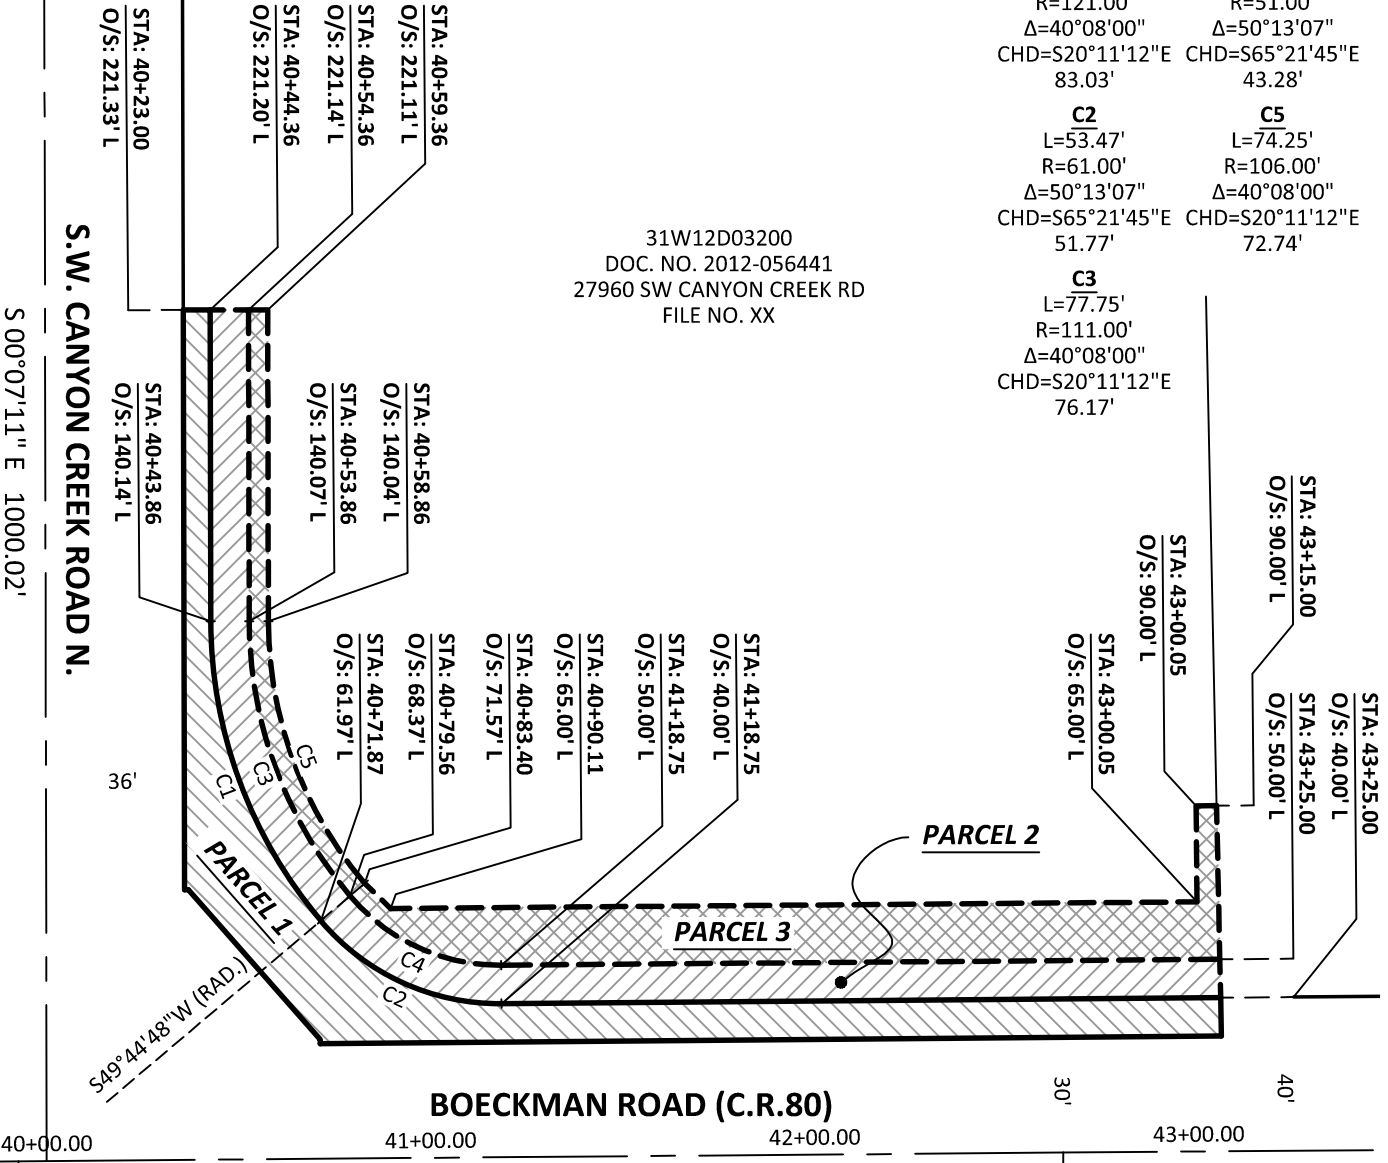 STA: 40+23.00
O/S: 221.33' L
STA: 40+44.36
O/S: 221.20' L
STA: 40+54.36
O/S: 221.14' L
STA: 40+59.36
O/S: 221.11' L
R=121.00'
Δ=40°08'00"
CHD=S20°11'12"E
83.03'
C2
L=53.47'
R=61.00'
Δ=50°13'07"
CHD=S65°21'45"E
51.77'
C3
L=77.75'
R=111.00'
Δ=40°08'00"
CHD=S20°11'12"E
76.17'
R=51.00'
Δ=50°13'07"
CHD=S65°21'45"E
43.28'
C5
L=74.25'
R=106.00'
Δ=40°08'00"
CHD=S20°11'12"E
72.74'
31W12D03200
DOC. NO. 2012-056441
27960 SW CANYON CREEK RD
FILE NO. XX
S 00°07'11" E 1000.02'
S.W. CANYON CREEK ROAD N.
STA: 40+43.86
O/S: 140.14' L
STA: 40+53.86
O/S: 140.07' L
STA: 40+58.86
O/S: 140.04' L
STA: 43+15.00
O/S: 90.00' L
STA: 43+00.05
O/S: 90.00' L
STA: 40+71.87
O/S: 61.97' L
STA: 40+79.56
O/S: 68.37' L
STA: 40+83.40
O/S: 71.57' L
STA: 40+90.11
O/S: 65.00' L
STA: 41+18.75
O/S: 50.00' L
STA: 41+18.75
O/S: 40.00' L
STA: 43+00.05
O/S: 65.00' L
STA: 43+25.00
O/S: 50.00' L
STA: 43+25.00
O/S: 40.00' L
36'
C1
C3
C5
PARCEL 1
PARCEL 2
PARCEL 3
C4
C2
S49°44'48"W (RAD.)
30'
40'
BOECKMAN ROAD (C.R.80)
40+00.00
41+00.00
42+00.00
43+00.00